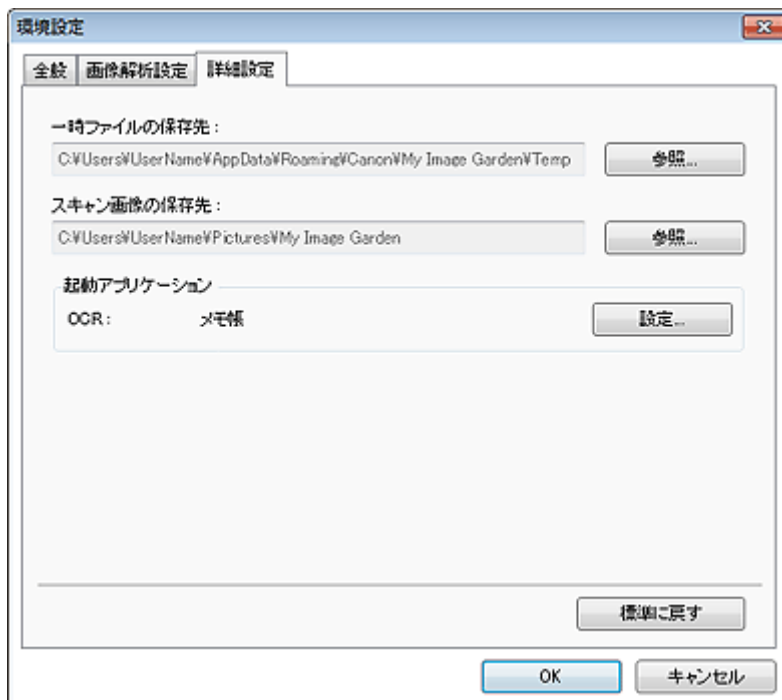 環境設定
全般 画像解析設定 詳細設定
一時ファイルの保存先：
C:¥Users¥UserName¥AppData¥Roaming¥Canon¥My Image Garden¥Temp 参照...
スキャン画像の保存先：
C:¥Users¥UserName¥Pictures¥My Image Garden 参照...
起動アプリケーション
OCR： メモ帳 設定...
標準に戻す
OK キャンセル